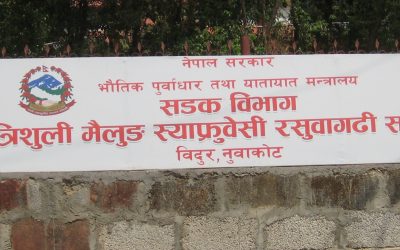 नेपाल सरकार
भौतिक पुर्वाधार तथा यातायात मन्त्रालय
सडक विभाग
त्रिशुली मैलुङ स्याफ्रुवेसी रसुवागढी
विदुर, नुवाकोट